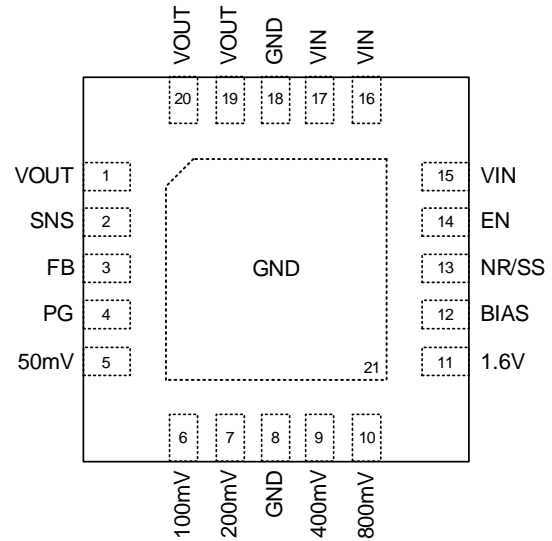 VOUT
VOUT
GND
VIN
VIN
20
19
18
17
16
VOUT 1
15 VIN
SNS 2
14 EN
FB 3
GND
13 NR/SS
PG 4
12 BIAS
50mV 5
21
11 1.6V
6
7
8
9
10
100mV
200mV
GND
400mV
800mV